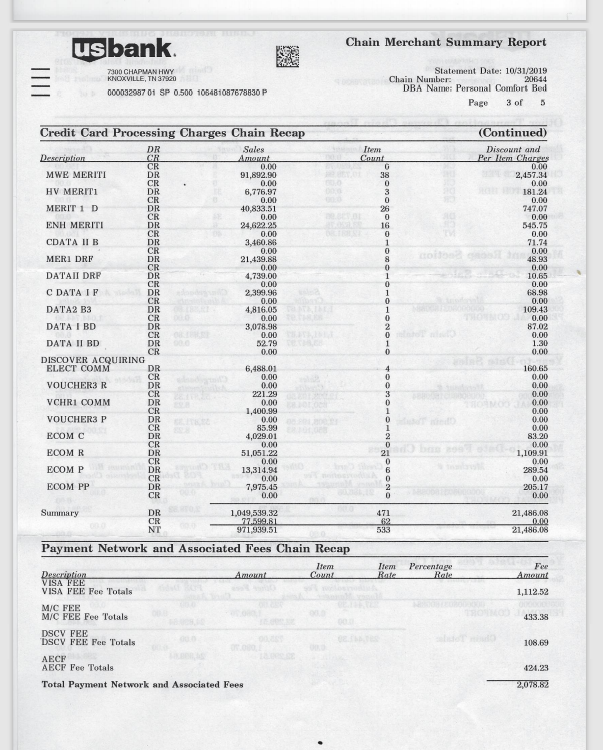 usbank.
Chain Merchant Summary Report
7300 CHAPMAN HWY
KNOXVILLE, TN 37920
Statement Date: 10/31/2019
Chain Number: 20644
DBA Name: Personal Comfort Bed
000032987 01 SP 0.500 106481087678830 P
Page 3 of 5
Credit Card Processing Charges Chain Recap (Continued)
DR Sales Item Discount and
Description CR Amount Count Per Item Charges
CR 0.00 0 0.00
MWE MERITI DR 91,892.90 38 2,457.34
CR 0.00 0 0.00
HV MERIT1 DR 6,776.97 3 181.24
CR 0.00 0 0.00
MERIT 1 D DR 40,833.51 26 747.07
CR 0.00 0 0.00
ENH MERITI DR 24,622.25 16 545.75
CR 0.00 0 0.00
CDATA II B DR 3,460.86 1 71.74
CR 0.00 0 0.00
MER1 DRF DR 21,439.88 8 48.93
CR 0.00 0 0.00
DATAII DRF DR 4,739.00 1 10.65
CR 0.00 0 0.00
C DATA I F DR 2,399.96 1 68.98
CR 0.00 0 0.00
DATA2 B3 DR 4,816.05 1 109.43
CR 0.00 0 0.00
DATA I BD DR 3,078.98 2 87.02
CR 0.00 0 0.00
DATA II BD DR 52.79 1 1.30
CR 0.00 0 0.00
DISCOVER ACQUIRING
ELECT COMM DR 6,488.01 4 160.65
CR 0.00 0 0.00
VOUCHER3 R DR 0.00 0 0.00
CR 221.29 3 0.00
VCHR1 COMM DR 0.00 0 0.00
CR 1,400.99 1 0.00
VOUCHER3 P DR 0.00 0 0.00
CR 85.99 1 0.00
ECOM C DR 4,029.01 2 83.20
CR 0.00 0 0.00
ECOM R DR 51,051.22 21 1,109.91
CR 0.00 0 0.00
ECOM P DR 13,314.94 6 289.54
CR 0.00 0 0.00
ECOM PP DR 7,975.45 2 205.17
CR 0.00 0 0.00
Summary DR 1,049,539.32 471 21,486.08
CR 77,599.81 62 0.00
NT 971,939.51 533 21,486.08
Payment Network and Associated Fees Chain Recap
Item Item Percentage Fee
Description Amount Count Rate Rate Amount
VISA FEE
VISA FEE Fee Totals 1,112.52
M/C FEE
M/C FEE Fee Totals 433.38
DSCV FEE
DSCV FEE Fee Totals 108.69
AECF
AECF Fee Totals 424.23
Total Payment Network and Associated Fees 2,078.82